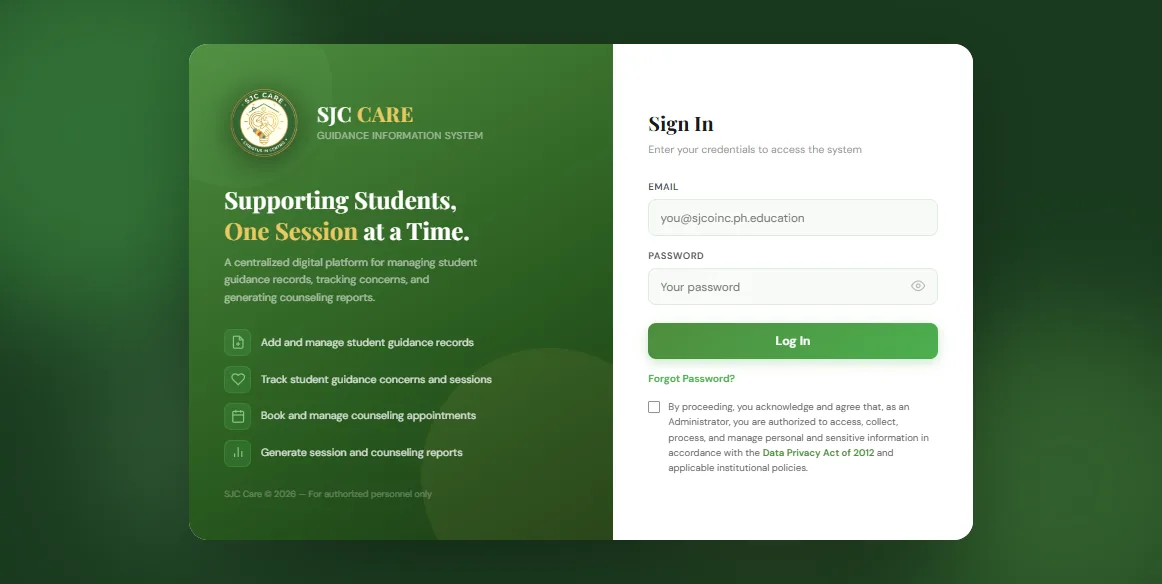 SJC CARE
SJC CARE
GUIDANCE INFORMATION SYSTEM
Supporting Students,
One Session at a Time.
A centralized digital platform for managing student
guidance records, tracking concerns, and
generating counseling reports.
Add and manage student guidance records
Track student guidance concerns and sessions
Book and manage counseling appointments
Generate session and counseling reports
SJC Care © 2026 — For authorized personnel only
Sign In
Enter your credentials to access the system
EMAIL
you@sjcoinc.ph.education
PASSWORD
Your password
Log In
Forgot Password?
By proceeding, you acknowledge and agree that, as an
Administrator, you are authorized to access, collect,
process, and manage personal and sensitive information in
accordance with the Data Privacy Act of 2012 and
applicable institutional policies.